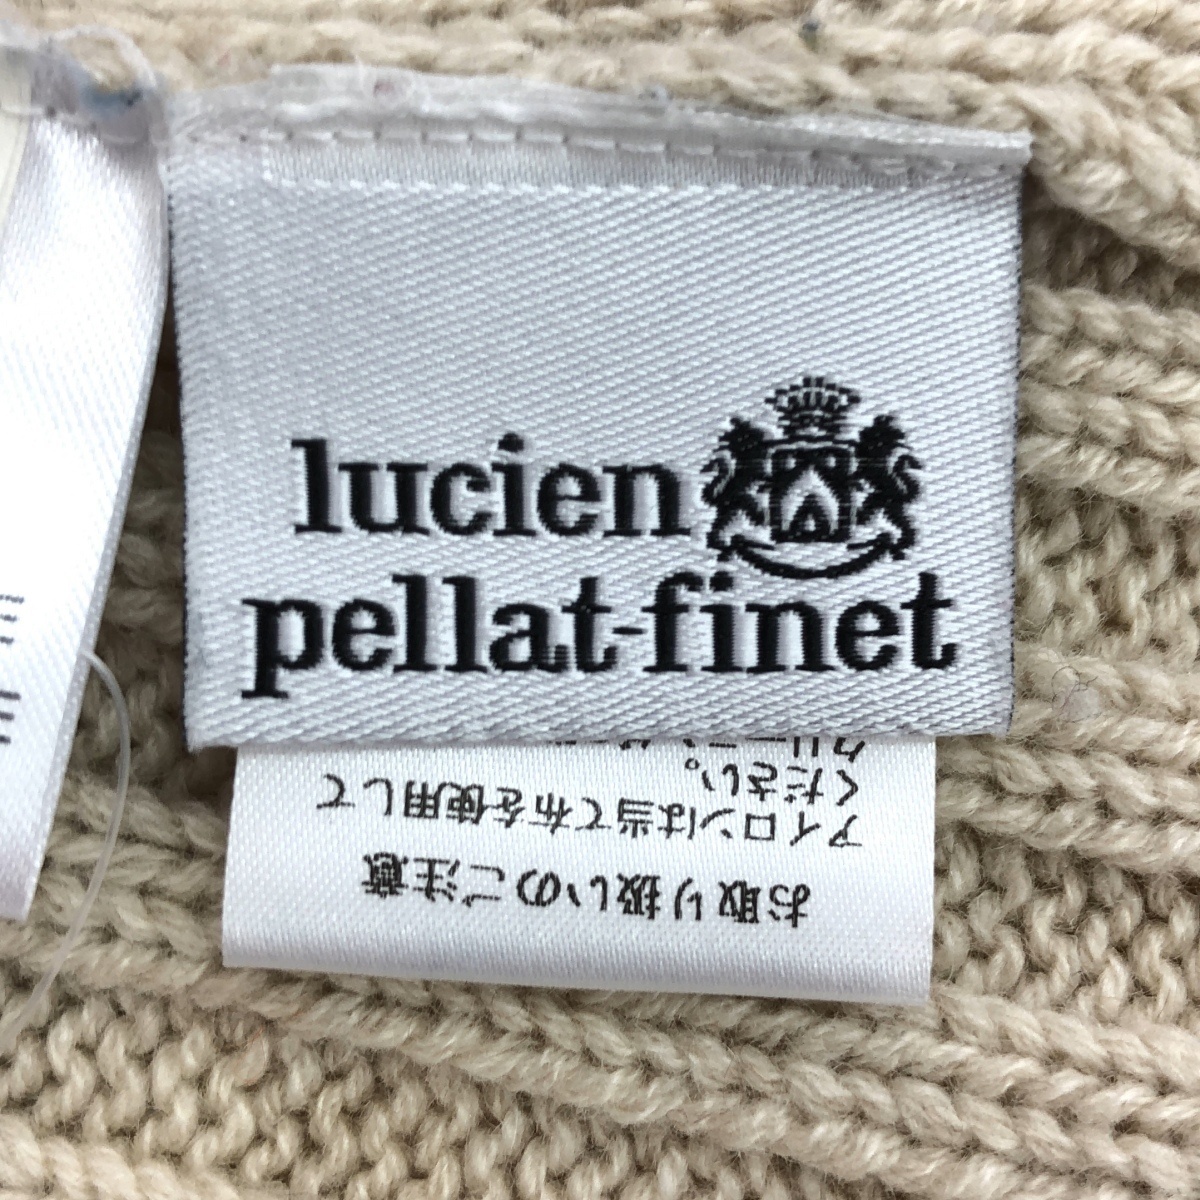 lucien
pellat-finet
お取り扱いのご注意
アイロンは当て布を使用して
ください。